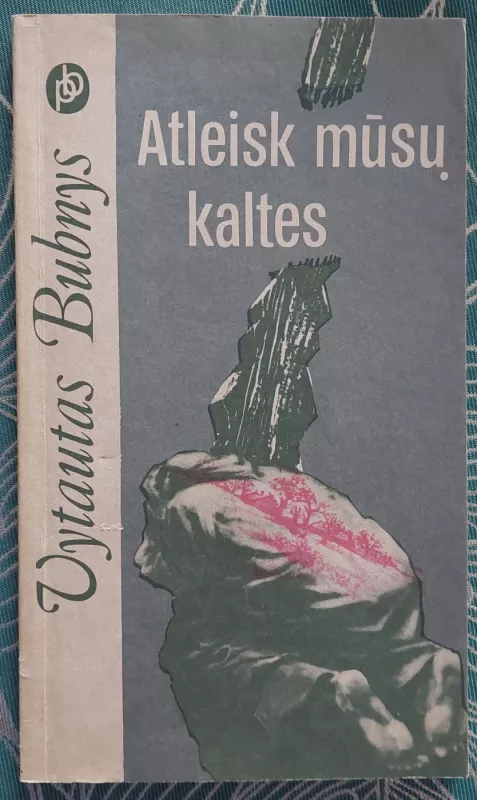 Vytautas Bubnys
Atleisk mūsų
kaltes